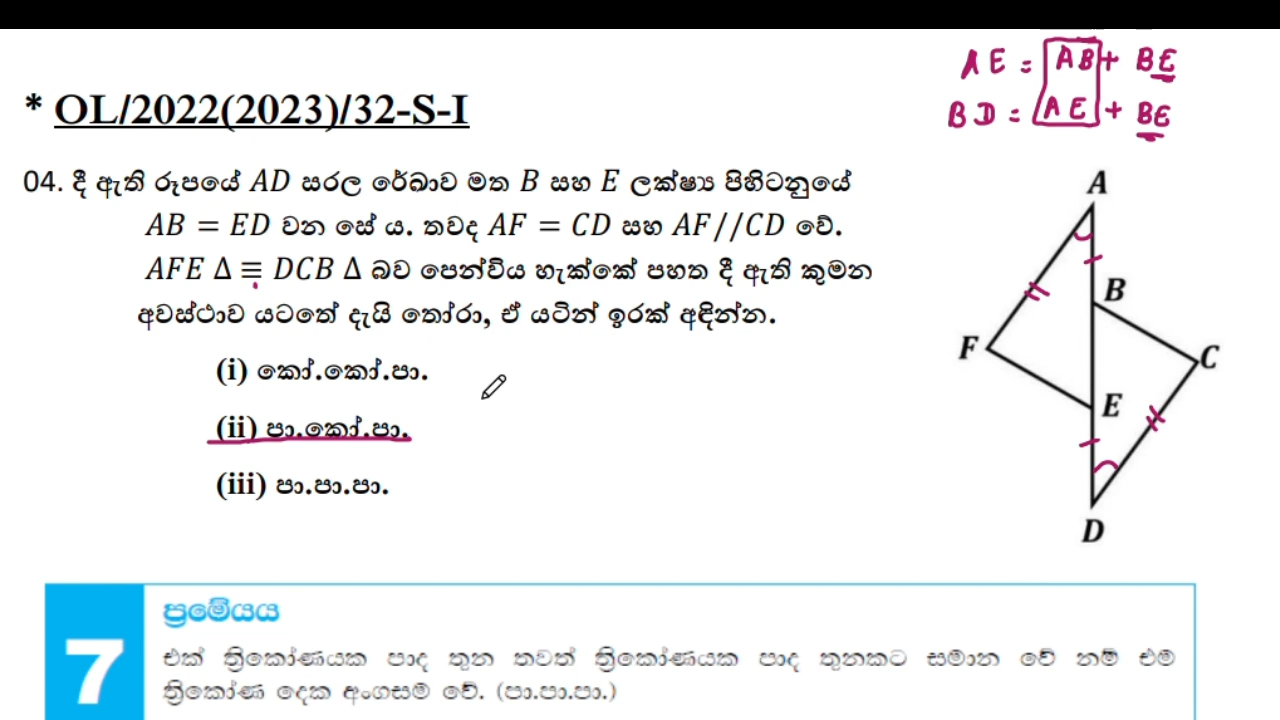 AE = AB + BE
BD = AE + BE
* OL/2022(2023)/32-S-I
04. දී ඇති රූපයේ AD සරල රේඛාව මත B සහ E ලක්ෂ්‍ය පිහිටනුයේ
AB = ED වන සේ ය. තවද AF = CD සහ AF//CD වේ.
AFE Δ ≡ DCB Δ බව පෙන්විය හැක්කේ පහත දී ඇති කුමන
අවස්ථාව යටතේ දැයි තෝරා, ඒ යටින් ඉරක් අඳින්න.
(i) කෝ.කෝ.පා.
(ii) පා.කෝ.පා.
(iii) පා.පා.පා.
A
B
F
C
E
D
ප්‍රමේයය
7
එක් ත්‍රිකෝණයක පාද තුන තවත් ත්‍රිකෝණයක පාද තුනකට සමාන වේ නම් එම
ත්‍රිකෝණ දෙක අංගසම වේ. (පා.පා.පා.)